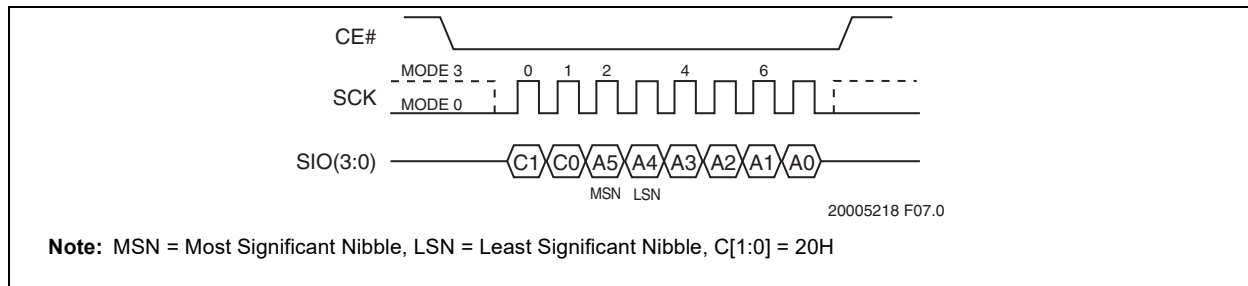 CE#
MODE 3 0 1 2 4 6
SCK
MODE 0
SIO(3:0) C1 C0 A5 A4 A3 A2 A1 A0
MSN LSN
20005218 F07.0
Note: MSN = Most Significant Nibble, LSN = Least Significant Nibble, C[1:0] = 20H